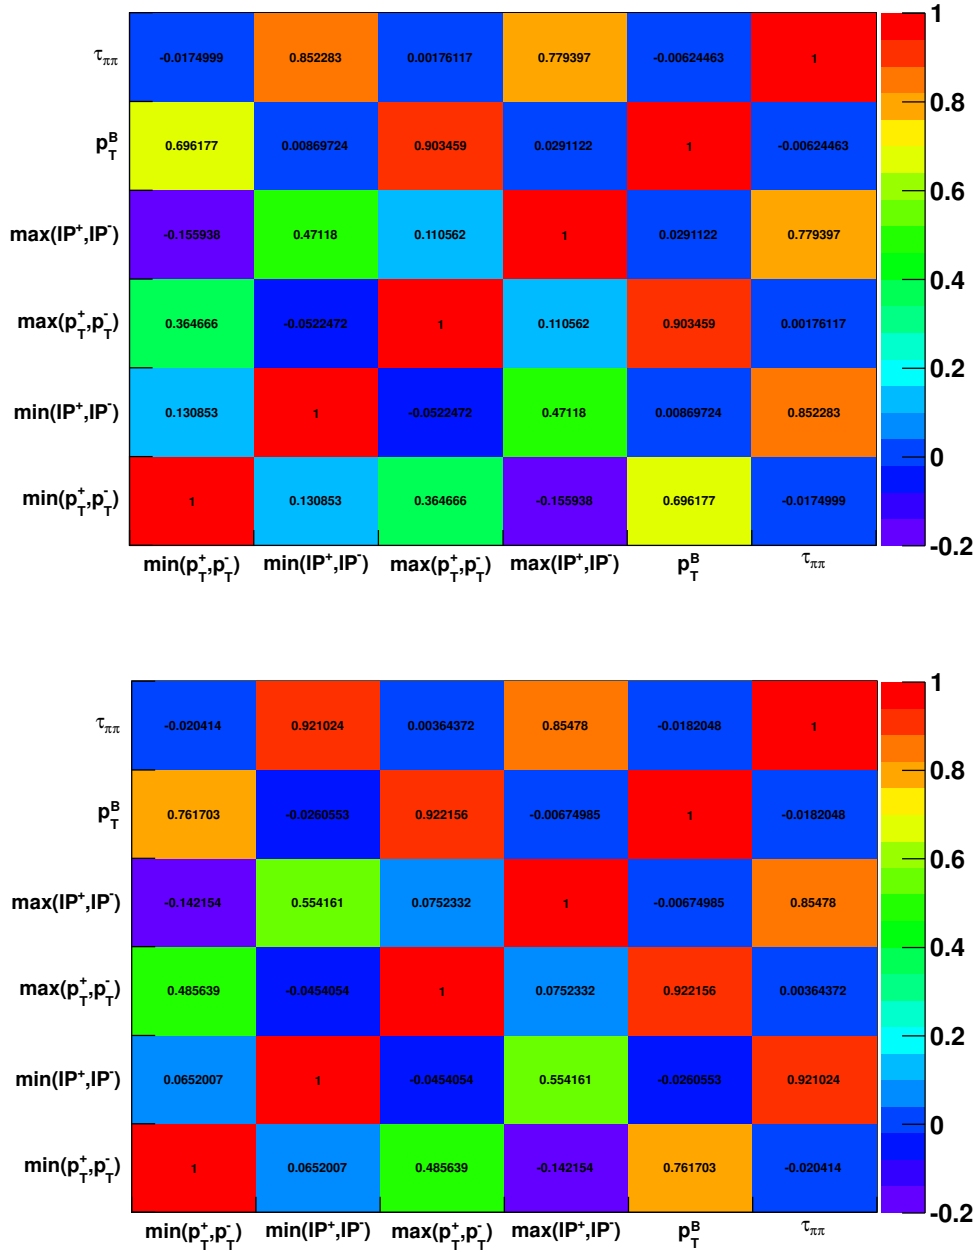 1
τππ -0.0174999 0.852283 0.00176117 0.779397 -0.00624463 1
0.8
p_T^B 0.696177 0.00869724 0.903459 0.0291122 1 -0.00624463
0.6
max(IP⁺,IP⁻) -0.155938 0.47118 0.110562 1 0.0291122 0.779397
0.4
max(p_T^+,p_T^-) 0.364666 -0.0522472 1 0.110562 0.903459 0.00176117
0.2
min(IP⁺,IP⁻) 0.130853 1 -0.0522472 0.47118 0.00869724 0.852283
0
min(p_T^+,p_T^-) 1 0.130853 0.364666 -0.155938 0.696177 -0.0174999
-0.2
min(p_T^+,p_T^-) min(IP⁺,IP⁻) max(p_T^+,p_T^-) max(IP⁺,IP⁻) p_T^B τππ
1
τππ -0.020414 0.921024 0.00364372 0.85478 -0.0182048 1
0.8
p_T^B 0.761703 -0.0260553 0.922156 -0.00674985 1 -0.0182048
0.6
max(IP⁺,IP⁻) -0.142154 0.554161 0.0752332 1 -0.00674985 0.85478
0.4
max(p_T^+,p_T^-) 0.485639 -0.0454054 1 0.0752332 0.922156 0.00364372
0.2
min(IP⁺,IP⁻) 0.0652007 1 -0.0454054 0.554161 -0.0260553 0.921024
0
min(p_T^+,p_T^-) 1 0.0652007 0.485639 -0.142154 0.761703 -0.020414
-0.2
min(p_T^+,p_T^-) min(IP⁺,IP⁻) max(p_T^+,p_T^-) max(IP⁺,IP⁻) p_T^B τππ